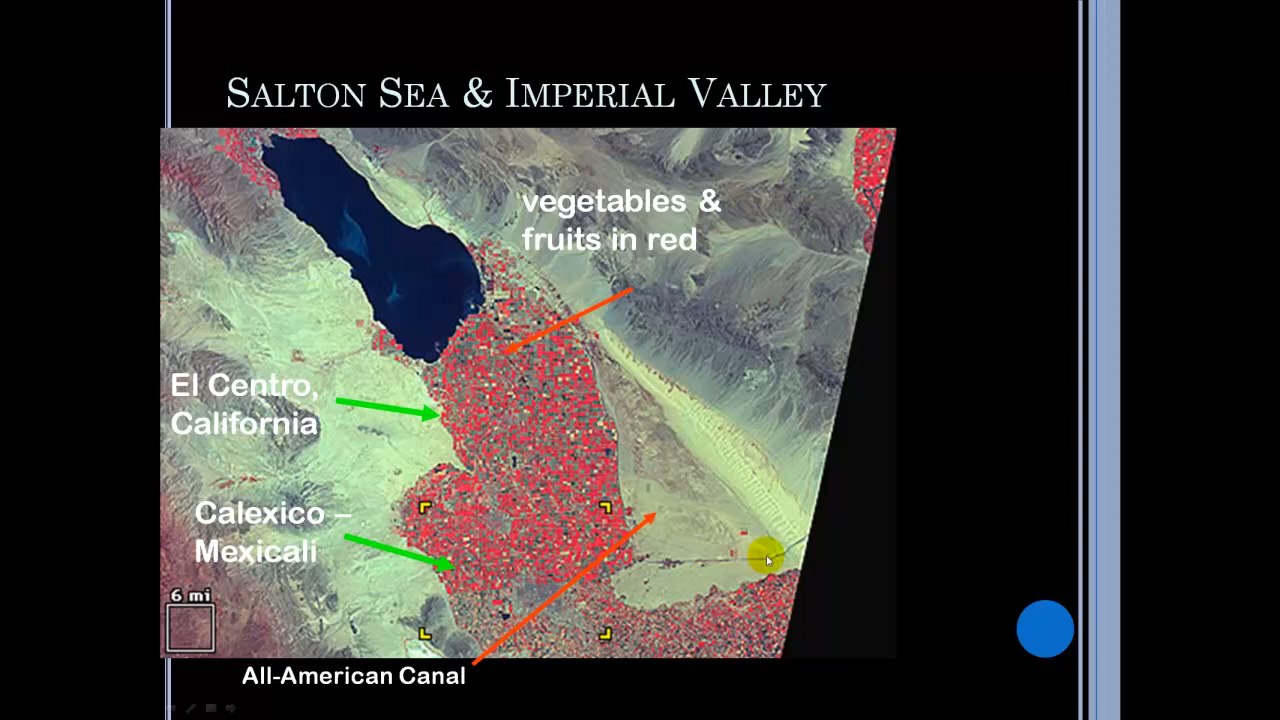 SALTON SEA & IMPERIAL VALLEY
vegetables &
fruits in red
El Centro,
California
Calexico –
Mexicali
6 mi
All-American Canal